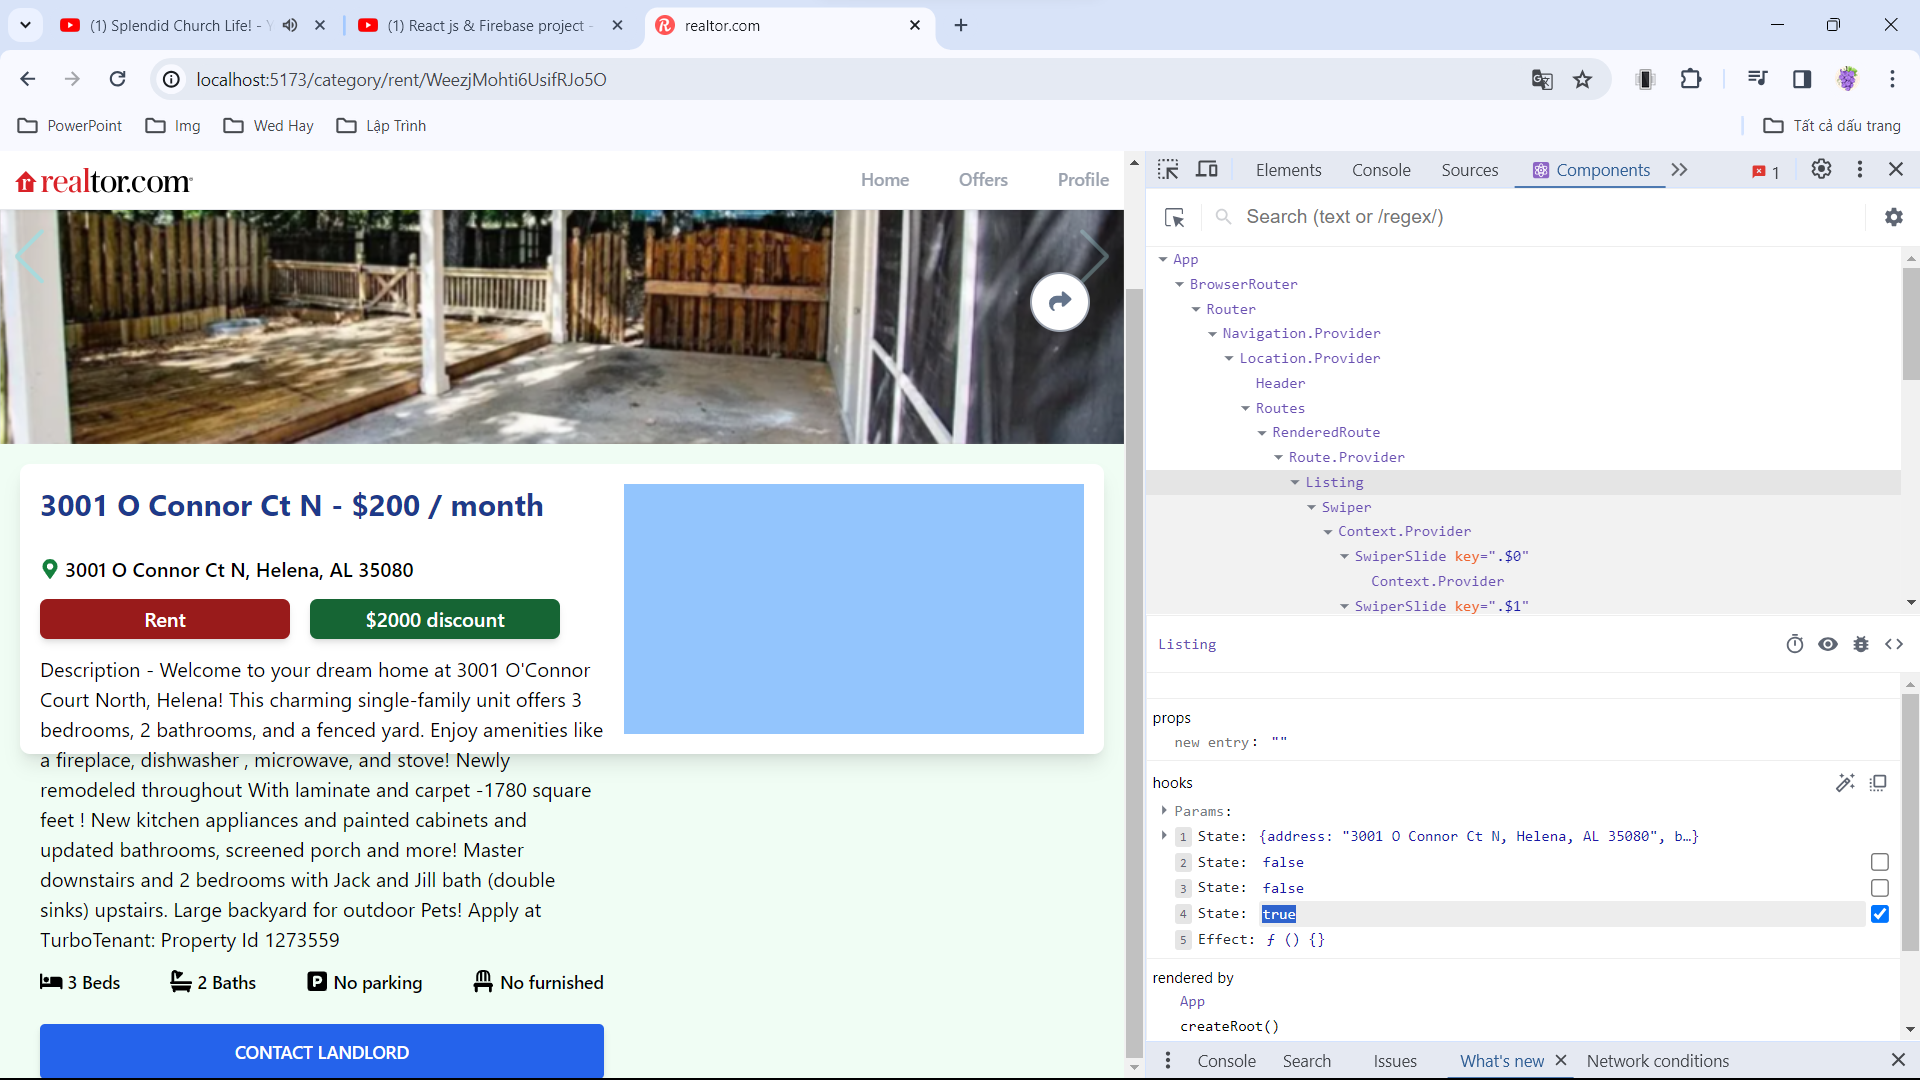 (1) Splendid Church Life! - Y
(1) React js & Firebase project -
realtor.com
localhost:5173/category/rent/WeezjMohti6UsifRJo5O
PowerPoint
Img
Wed Hay
Lập Trình
Tất cả dấu trang
realtor.com
Home
Offers
Profile
3001 O Connor Ct N - $200 / month
3001 O Connor Ct N, Helena, AL 35080
Rent
$2000 discount
Description - Welcome to your dream home at 3001 O'Connor
Court North, Helena! This charming single-family unit offers 3
bedrooms, 2 bathrooms, and a fenced yard. Enjoy amenities like
a fireplace, dishwasher , microwave, and stove! Newly
remodeled throughout With laminate and carpet -1780 square
feet ! New kitchen appliances and painted cabinets and
updated bathrooms, screened porch and more! Master
downstairs and 2 bedrooms with Jack and Jill bath (double
sinks) upstairs. Large backyard for outdoor Pets! Apply at
TurboTenant: Property Id 1273559
3 Beds
2 Baths
No parking
No furnished
CONTACT LANDLORD
Elements
Console
Sources
Components
1
Search (text or /regex/)
App
BrowserRouter
Router
Navigation.Provider
Location.Provider
Header
Routes
RenderedRoute
Route.Provider
Listing
Swiper
Context.Provider
SwiperSlide key=".$0"
Context.Provider
SwiperSlide key=".$1"
Listing
props
new entry: ""
hooks
Params:
1 State: {address: "3001 O Connor Ct N, Helena, AL 35080", b…}
2 State: false
3 State: false
4 State: true
5 Effect: ƒ () {}
rendered by
App
createRoot()
Console
Search
Issues
What's new
Network conditions